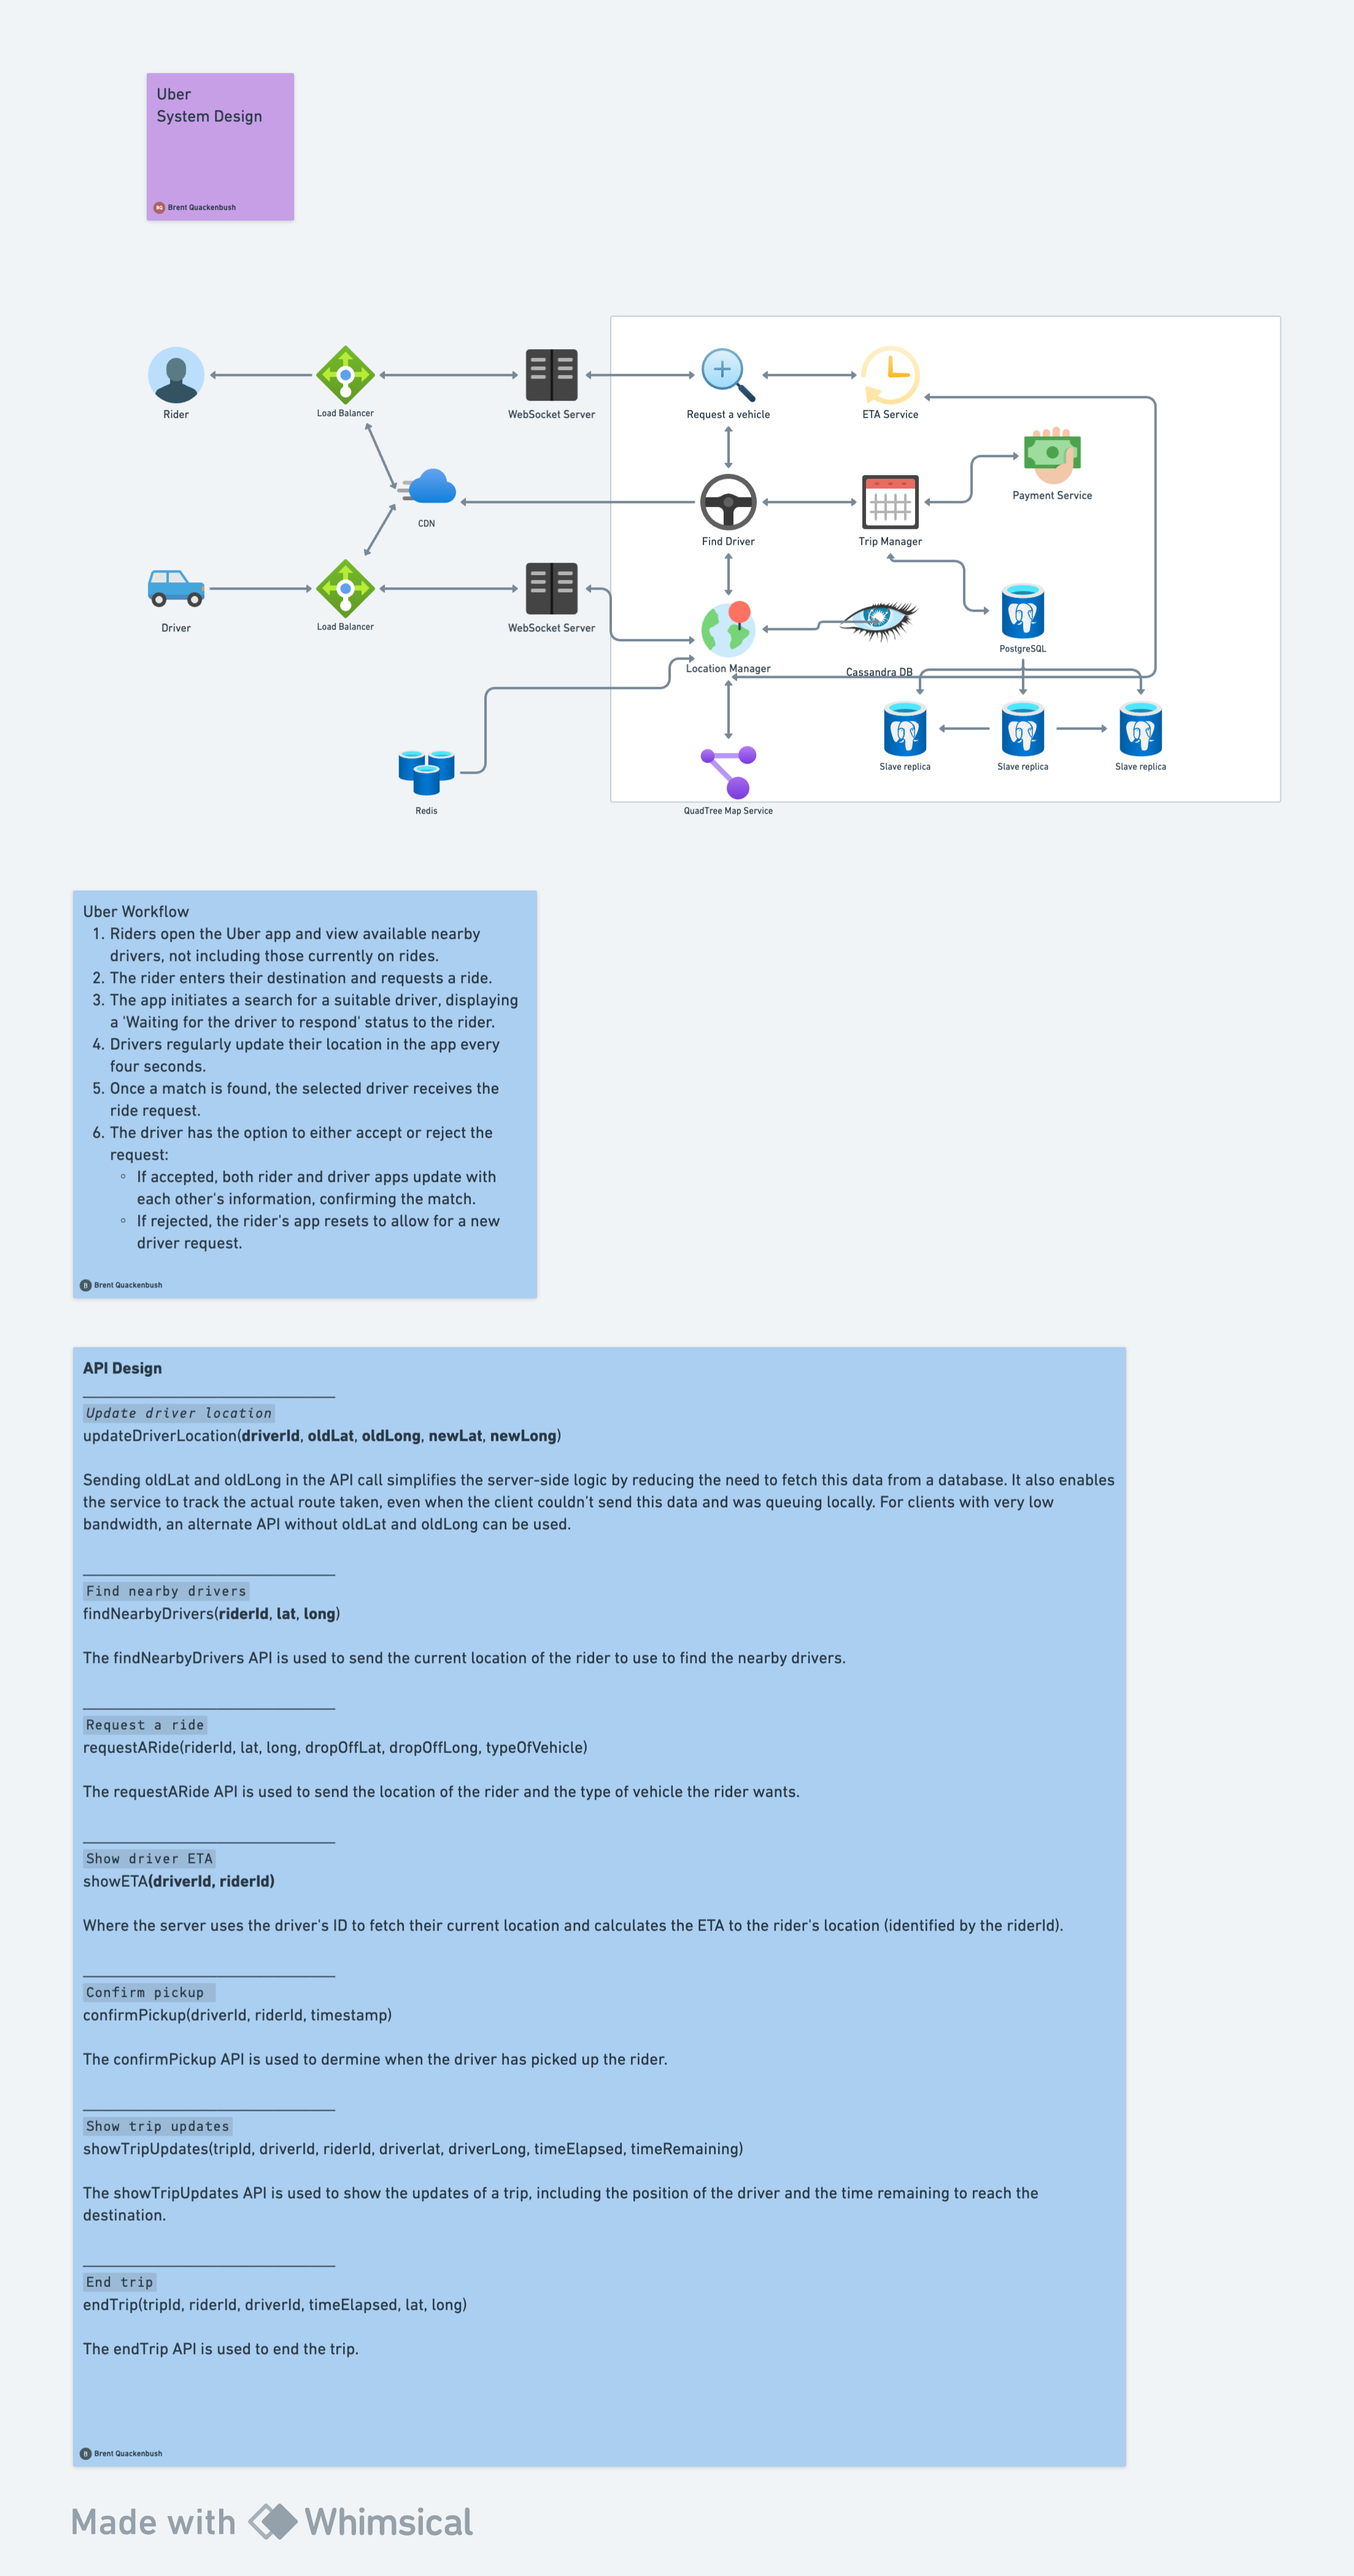 Uber
System Design
BQ Brent Quackenbush
Rider
Load Balancer
WebSocket Server
Request a vehicle
ETA Service
Payment Service
CDN
Find Driver
Trip Manager
Driver
Load Balancer
WebSocket Server
Location Manager
Cassandra DB
PostgreSQL
Slave replica
Slave replica
Slave replica
Redis
QuadTree Map Service
Uber Workflow
1. Riders open the Uber app and view available nearby
drivers, not including those currently on rides.
2. The rider enters their destination and requests a ride.
3. The app initiates a search for a suitable driver, displaying
a 'Waiting for the driver to respond' status to the rider.
4. Drivers regularly update their location in the app every
four seconds.
5. Once a match is found, the selected driver receives the
ride request.
6. The driver has the option to either accept or reject the
request:
◦ If accepted, both rider and driver apps update with
each other's information, confirming the match.
◦ If rejected, the rider's app resets to allow for a new
driver request.
B Brent Quackenbush
API Design
Update driver location
updateDriverLocation(driverId, oldLat, oldLong, newLat, newLong)
Sending oldLat and oldLong in the API call simplifies the server-side logic by reducing the need to fetch this data from a database. It also enables
the service to track the actual route taken, even when the client couldn't send this data and was queuing locally. For clients with very low
bandwidth, an alternate API without oldLat and oldLong can be used.
Find nearby drivers
findNearbyDrivers(riderId, lat, long)
The findNearbyDrivers API is used to send the current location of the rider to use to find the nearby drivers.
Request a ride
requestARide(riderId, lat, long, dropOffLat, dropOffLong, typeOfVehicle)
The requestARide API is used to send the location of the rider and the type of vehicle the rider wants.
Show driver ETA
showETA(driverId, riderId)
Where the server uses the driver's ID to fetch their current location and calculates the ETA to the rider's location (identified by the riderId).
Confirm pickup
confirmPickup(driverId, riderId, timestamp)
The confirmPickup API is used to dermine when the driver has picked up the rider.
Show trip updates
showTripUpdates(tripId, driverId, riderId, driverlat, driverLong, timeElapsed, timeRemaining)
The showTripUpdates API is used to show the updates of a trip, including the position of the driver and the time remaining to reach the
destination.
End trip
endTrip(tripId, riderId, driverId, timeElapsed, lat, long)
The endTrip API is used to end the trip.
B Brent Quackenbush
Made with Whimsical